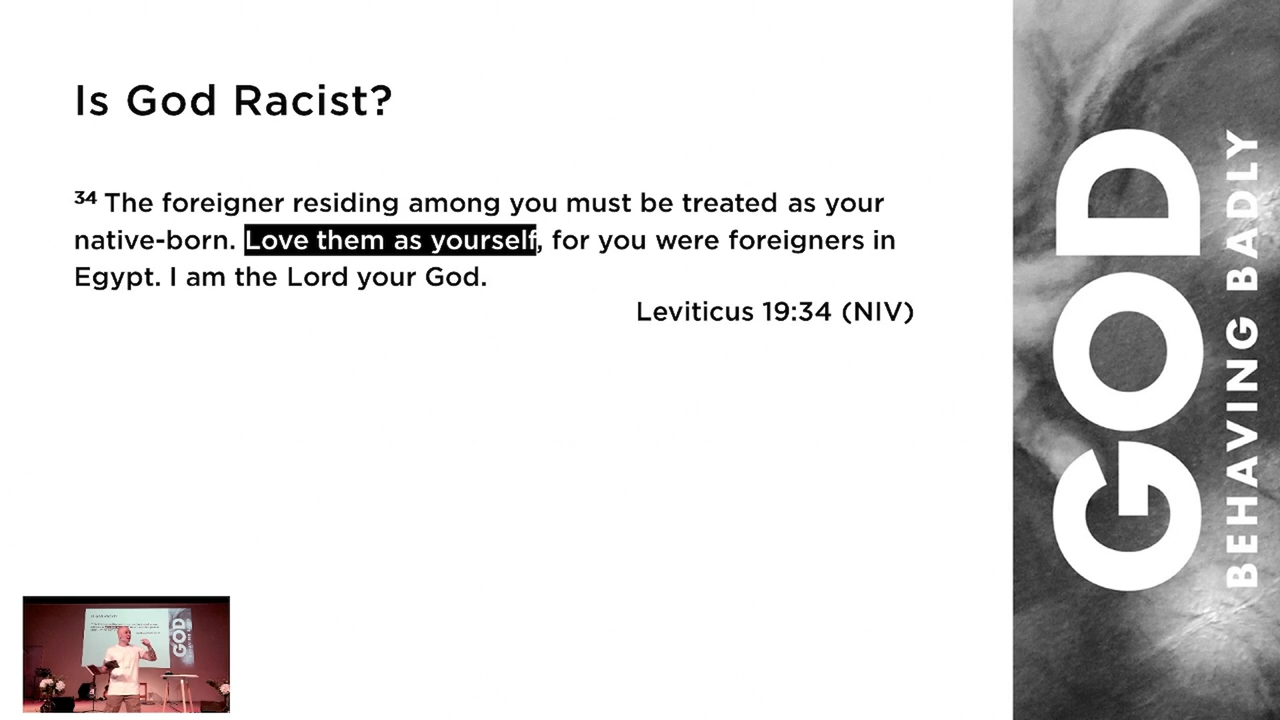 Is God Racist?
34 The foreigner residing among you must be treated as your
native-born. Love them as yourself, for you were foreigners in
Egypt. I am the Lord your God.
Leviticus 19:34 (NIV)
GOD
BEHAVING BADLY
GOD